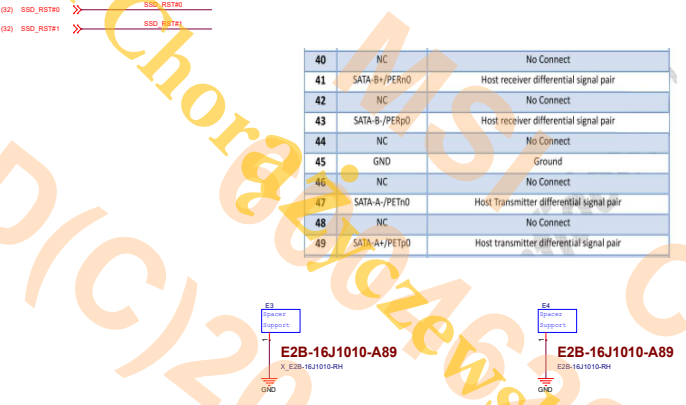 (32) SSD_RST#0 SSD_RST#0
(32) SSD_RST#1 SSD_RST#1
40 NC No Connect
41 SATA-B+/PERn0 Host receiver differential signal pair
42 NC No Connect
43 SATA-B-/PERp0 Host receiver differential signal pair
44 NC No Connect
45 GND Ground
46 NC No Connect
47 SATA-A-/PETn0 Host Transmitter differential signal pair
48 NC No Connect
49 SATA-A+/PETp0 Host transmitter differential signal pair
E3
Spacer
Support
1
E2B-16J1010-A89
X_E2B-16J1010-RH
GND
E4
Spacer
Support
1
E2B-16J1010-A89
E2B-16J1010-RH
GND
MSI